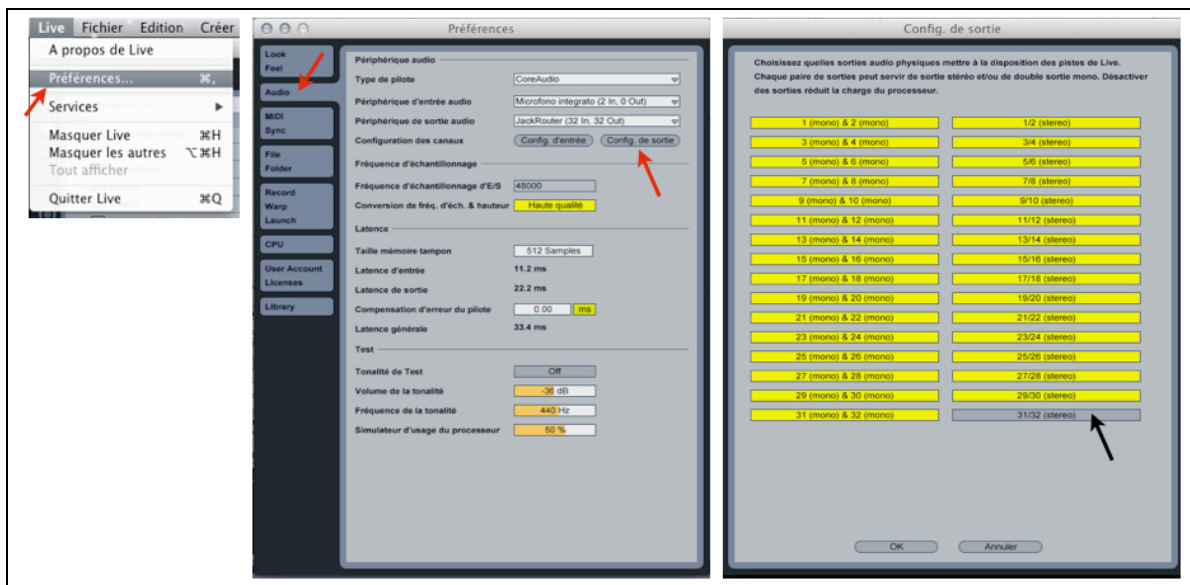 Live Fichier Edition Créer
A propos de Live
Préférences... ⌘,
Services ▶
Masquer Live ⌘H
Masquer les autres ⌥⌘H
Tout afficher
Quitter Live ⌘Q
Préférences
Look
Feel
Audio
MIDI
Sync
File
Folder
Record
Warp
Launch
CPU
User Account
Licenses
Library
Périphérique audio
Type de pilote CoreAudio
Périphérique d'entrée audio Microfono integrato (2 In, 0 Out)
Périphérique de sortie audio JackRouter (32 In, 32 Out)
Configuration des canaux Config. d'entrée Config. de sortie
Fréquence d'échantillonnage
Fréquence d'échantillonnage d'E/S 48000
Conversion de fréq. d'éch. & hauteur Haute qualité
Latence
Taille mémoire tampon 512 Samples
Latence d'entrée 11.2 ms
Latence de sortie 22.2 ms
Compensation d'erreur du pilote 0.00 ms
Latence générale 33.4 ms
Test
Tonalité de Test Off
Volume de la tonalité -36 dB
Fréquence de la tonalité 440 Hz
Simulateur d'usage du processeur 50 %
Config. de sortie
Choisissez quelles sorties audio physiques mettre à la disposition des pistes de Live.
Chaque paire de sorties peut servir de sortie stéréo et/ou de double sortie mono. Désactiver
des sorties réduit la charge du processeur.
1 (mono) & 2 (mono) 1/2 (stereo)
3 (mono) & 4 (mono) 3/4 (stereo)
5 (mono) & 6 (mono) 5/6 (stereo)
7 (mono) & 8 (mono) 7/8 (stereo)
9 (mono) & 10 (mono) 9/10 (stereo)
11 (mono) & 12 (mono) 11/12 (stereo)
13 (mono) & 14 (mono) 13/14 (stereo)
15 (mono) & 16 (mono) 15/16 (stereo)
17 (mono) & 18 (mono) 17/18 (stereo)
19 (mono) & 20 (mono) 19/20 (stereo)
21 (mono) & 22 (mono) 21/22 (stereo)
23 (mono) & 24 (mono) 23/24 (stereo)
25 (mono) & 26 (mono) 25/26 (stereo)
27 (mono) & 28 (mono) 27/28 (stereo)
29 (mono) & 30 (mono) 29/30 (stereo)
31 (mono) & 32 (mono) 31/32 (stereo)
OK Annuler